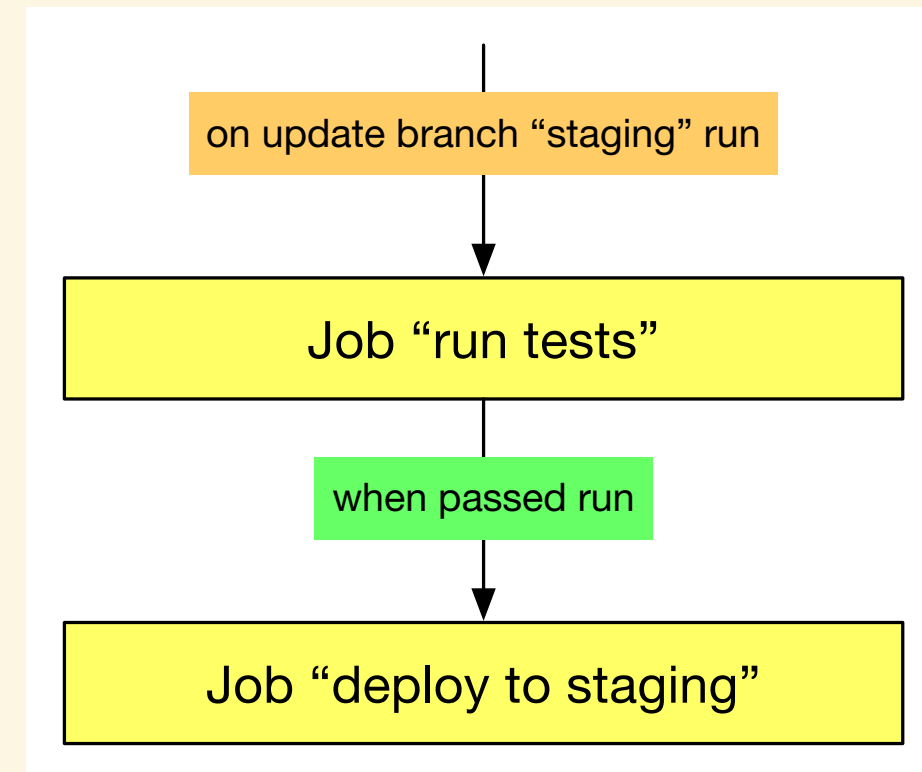 on update branch “staging” run
Job “run tests”
when passed run
Job “deploy to staging”